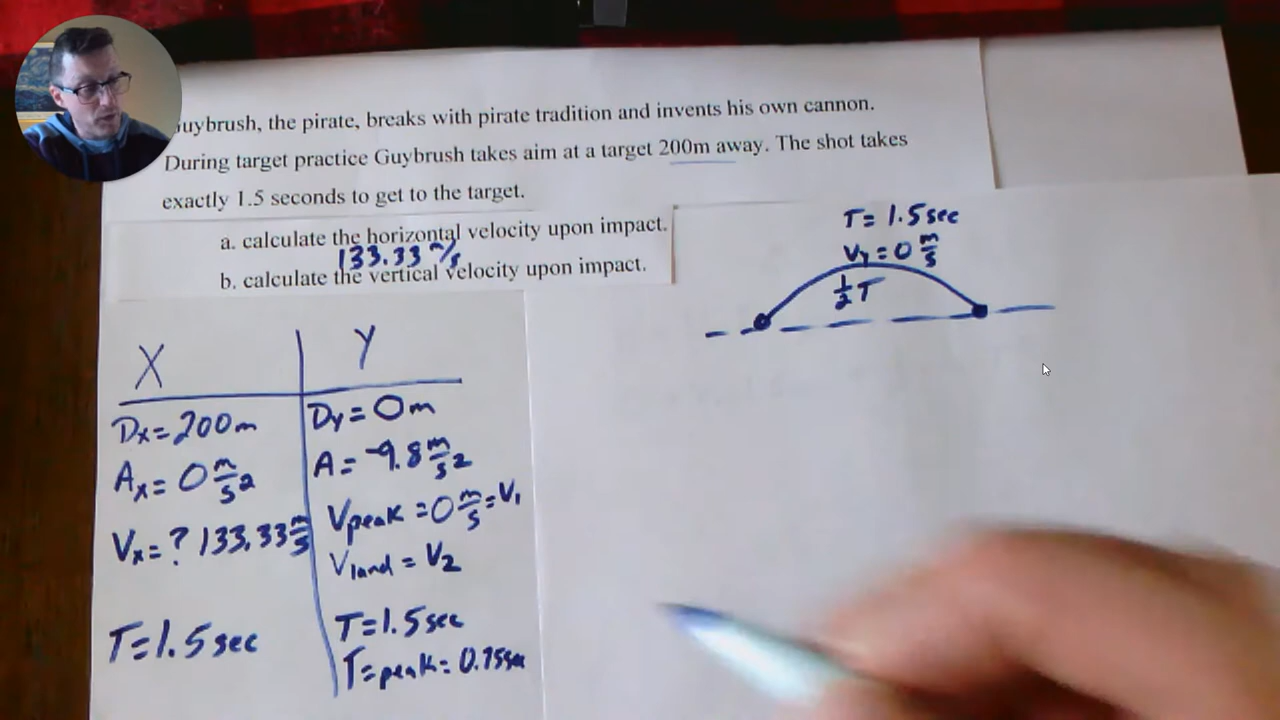 uybrush, the pirate, breaks with pirate tradition and invents his own cannon.
During target practice Guybrush takes aim at a target 200m away. The shot takes
exactly 1.5 seconds to get to the target.
a. calculate the horizontal velocity upon impact.
133.33 m/s
b. calculate the vertical velocity upon impact.
T = 1.5 sec
Vy = 0 m/s
1/2 T
X
Dx = 200m
Ax = 0 m/s2
Vx = ? 133.33 m/s
T = 1.5 sec
Y
Dy = 0m
A = -9.8 m/s2
Vpeak = 0 m/s = V1
Vland = V2
T = 1.5 sec
T = peak = 0.75sec